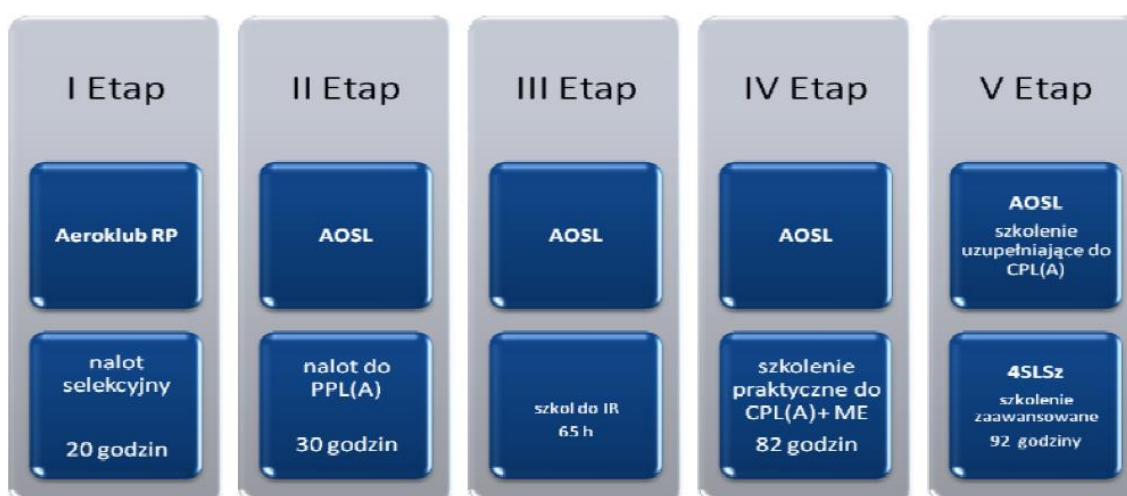 I Etap
Aeroklub RP
nalot
selekcyjny
20 godzin
II Etap
AOSL
nalot do
PPL(A)
30 godzin
III Etap
AOSL
szkol do IR
65 h
IV Etap
AOSL
szkolenie
praktyczne do
CPL(A)+ ME
82 godzin
V Etap
AOSL
szkolenie
uzupełniające do
CPL(A)
4SLSz
szkolenie
zaawansowane
92 godziny